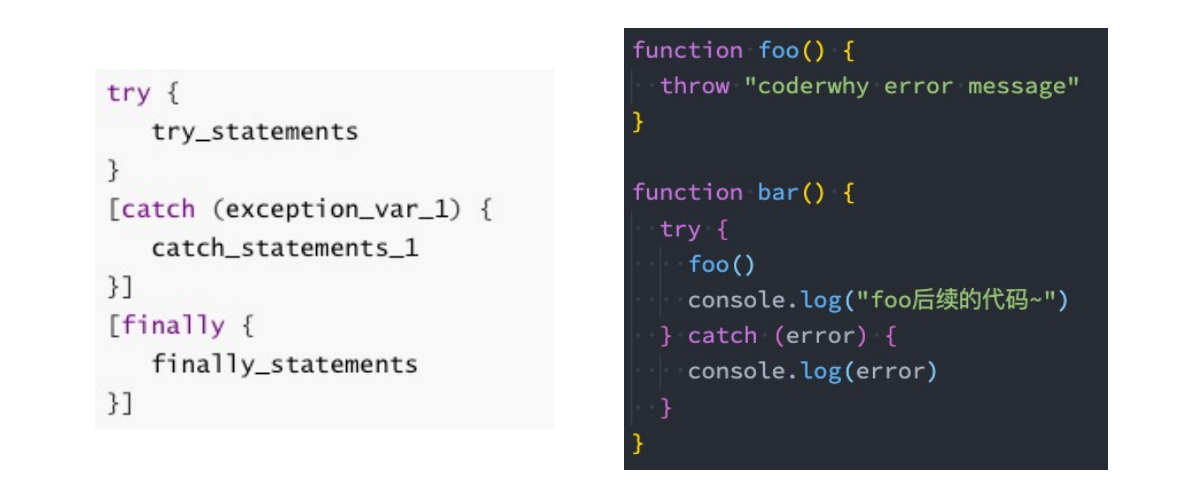 try {
try_statements
}
[catch (exception_var_1) {
catch_statements_1
}]
[finally {
finally_statements
}]
function foo() {
throw "coderwhy error message"
}
function bar() {
try {
foo()
console.log("foo后续的代码~")
} catch (error) {
console.log(error)
}
}